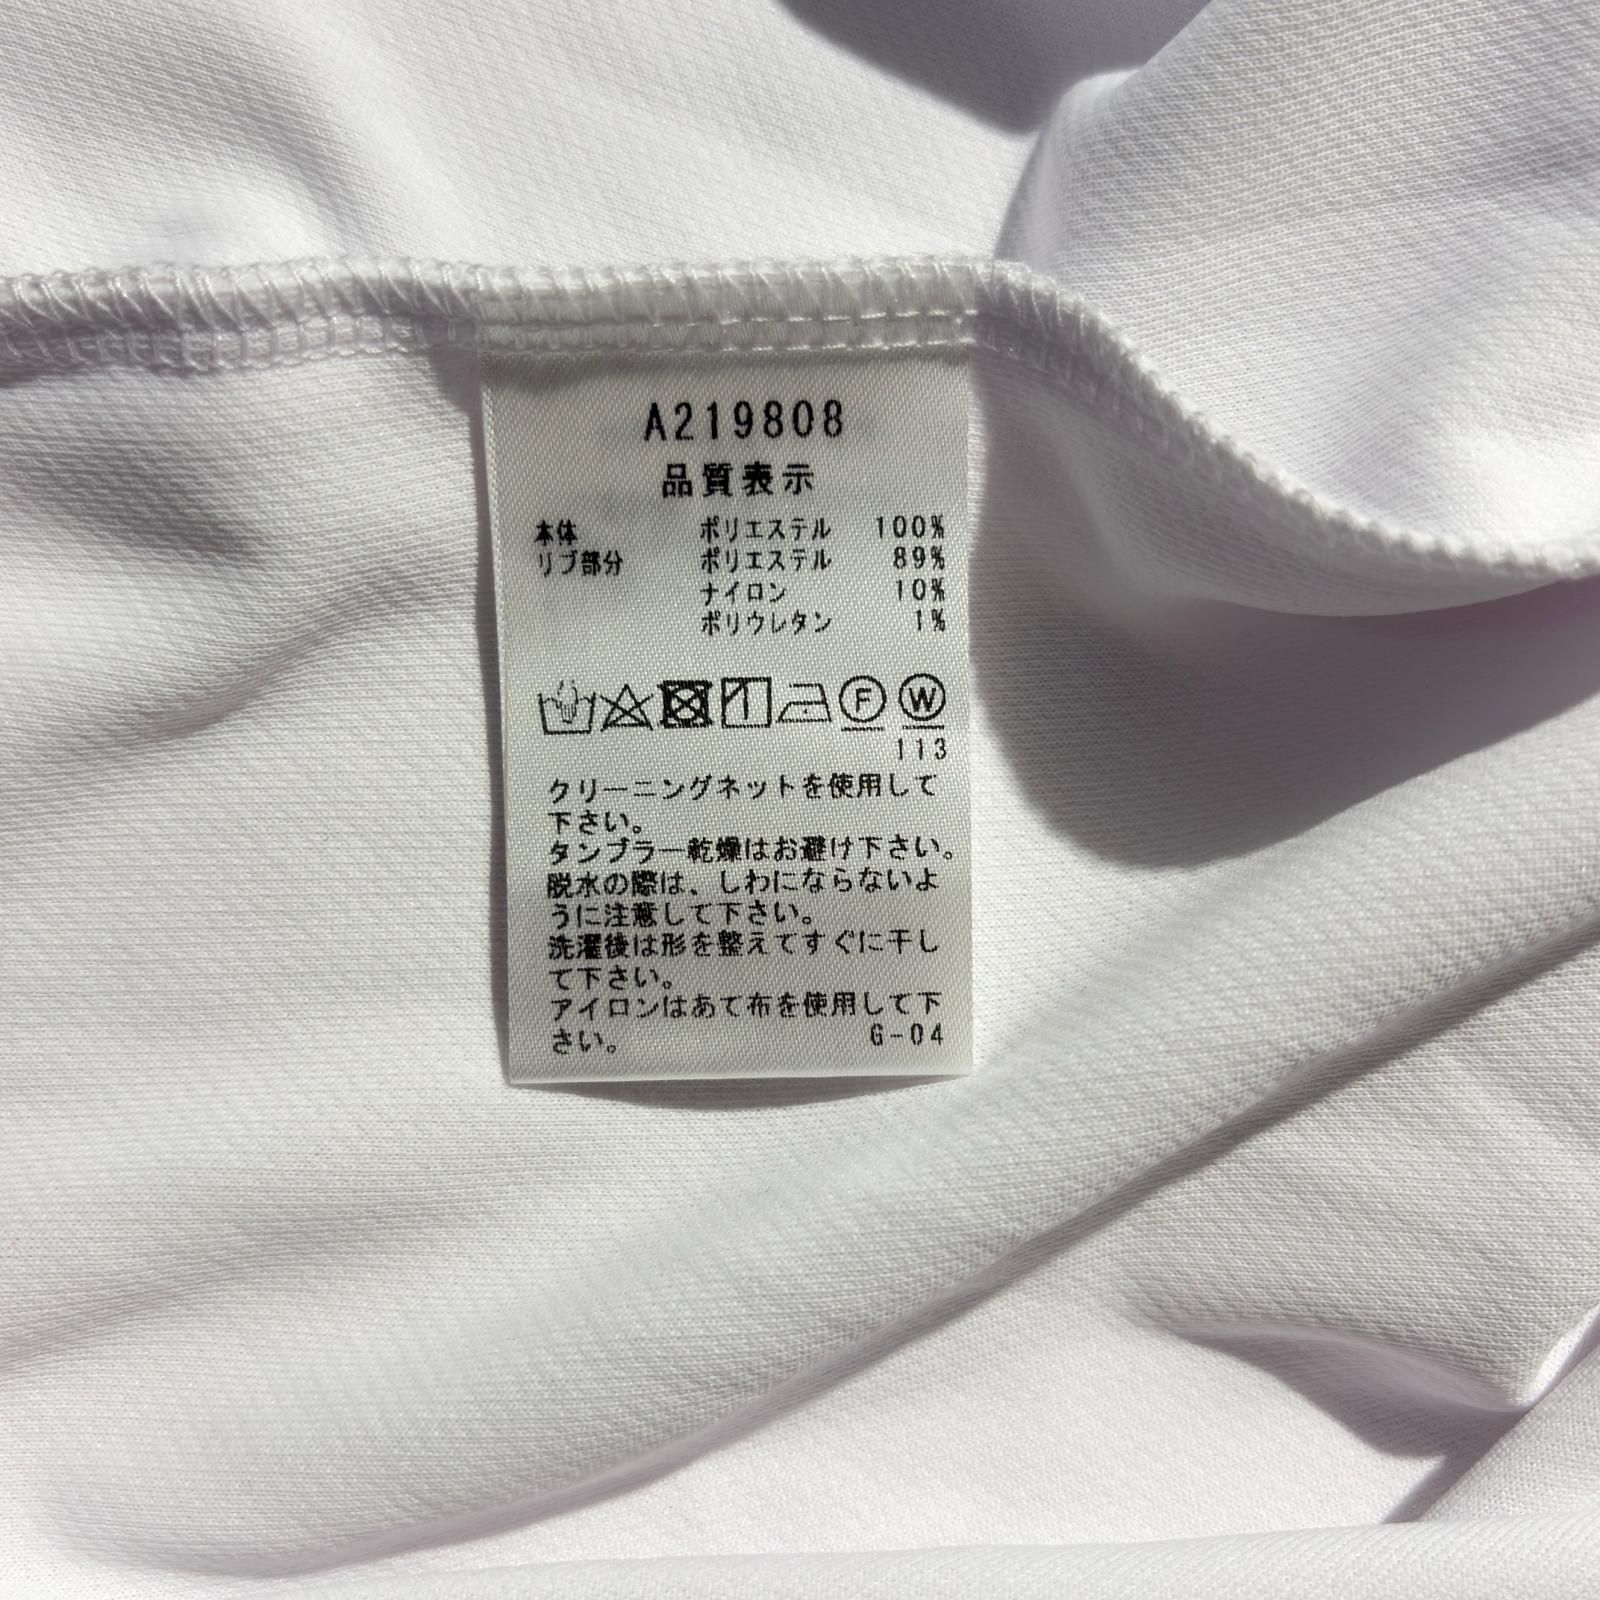 A219808
品質表示
本体 ポリエステル 100%
リブ部分 ポリエステル 89%
ナイロン 10%
ポリウレタン 1%
F W
113
クリーニングネットを使用して
下さい。
タンブラー乾燥はお避け下さい。
脱水の際は、しわにならないよ
うに注意して下さい。
洗濯後は形を整えてすぐに干し
て下さい。
アイロンはあて布を使用して下
さい。 G-04